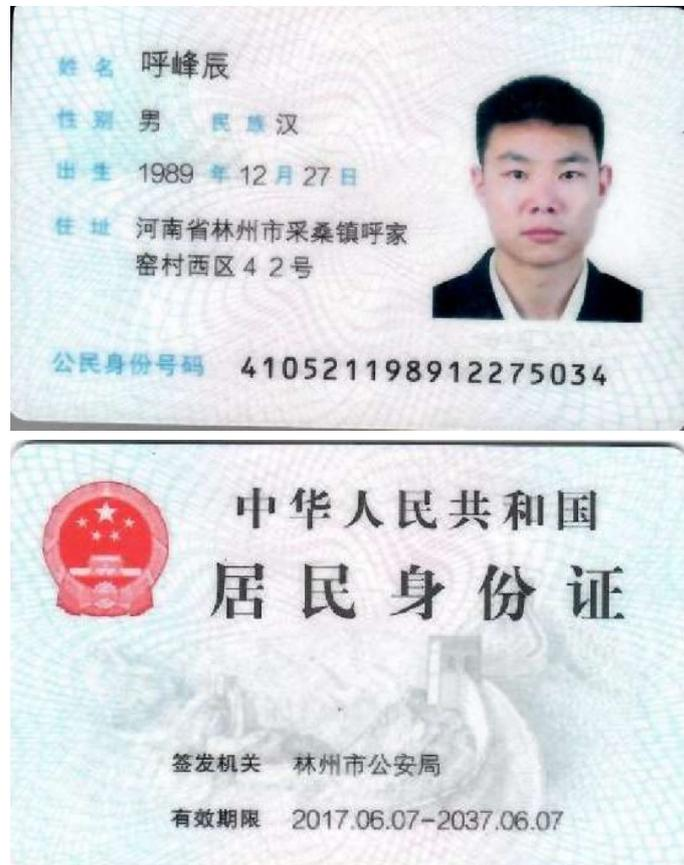 姓名 呼峰辰
性别 男 民族 汉
出生 1989 年 12 月 27 日
住址 河南省林州市采桑镇呼家
窑村西区42号
公民身份号码 410521198912275034
中华人民共和国
居民身份证
签发机关 林州市公安局
有效期限 2017.06.07-2037.06.07